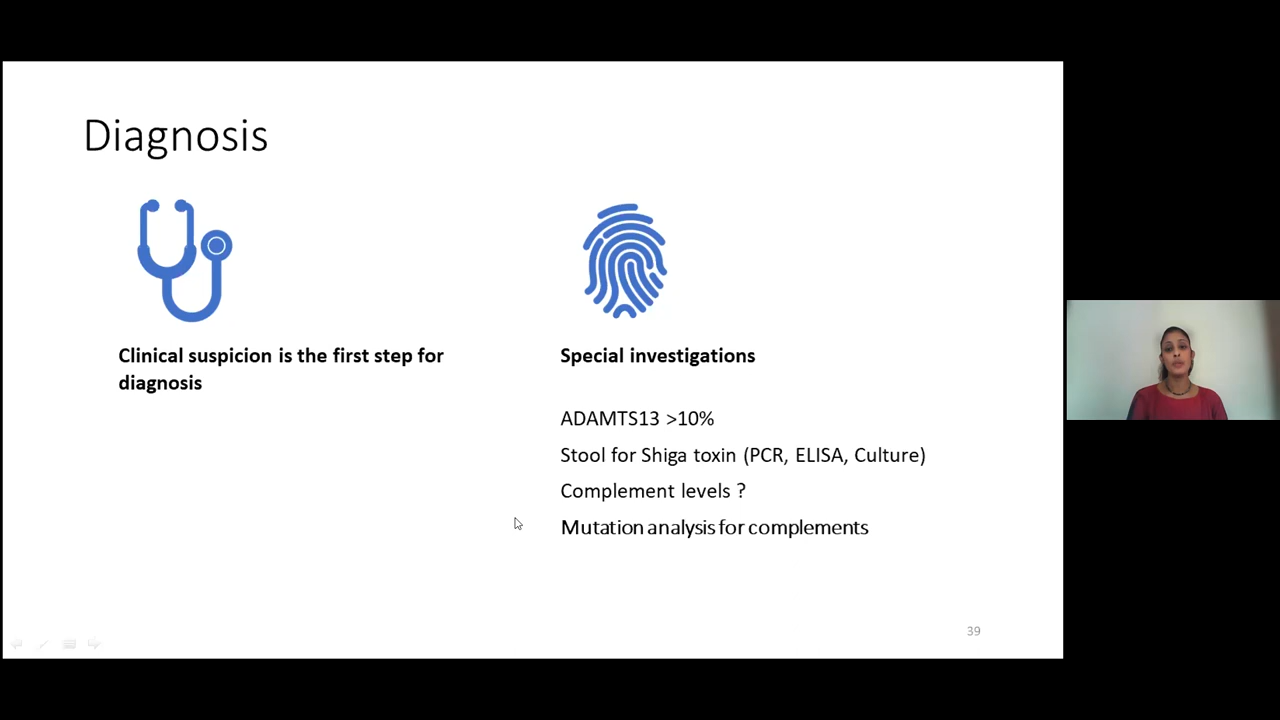 Diagnosis
Clinical suspicion is the first step for
diagnosis
Special investigations
ADAMTS13 >10%
Stool for Shiga toxin (PCR, ELISA, Culture)
Complement levels ?
Mutation analysis for complements
39